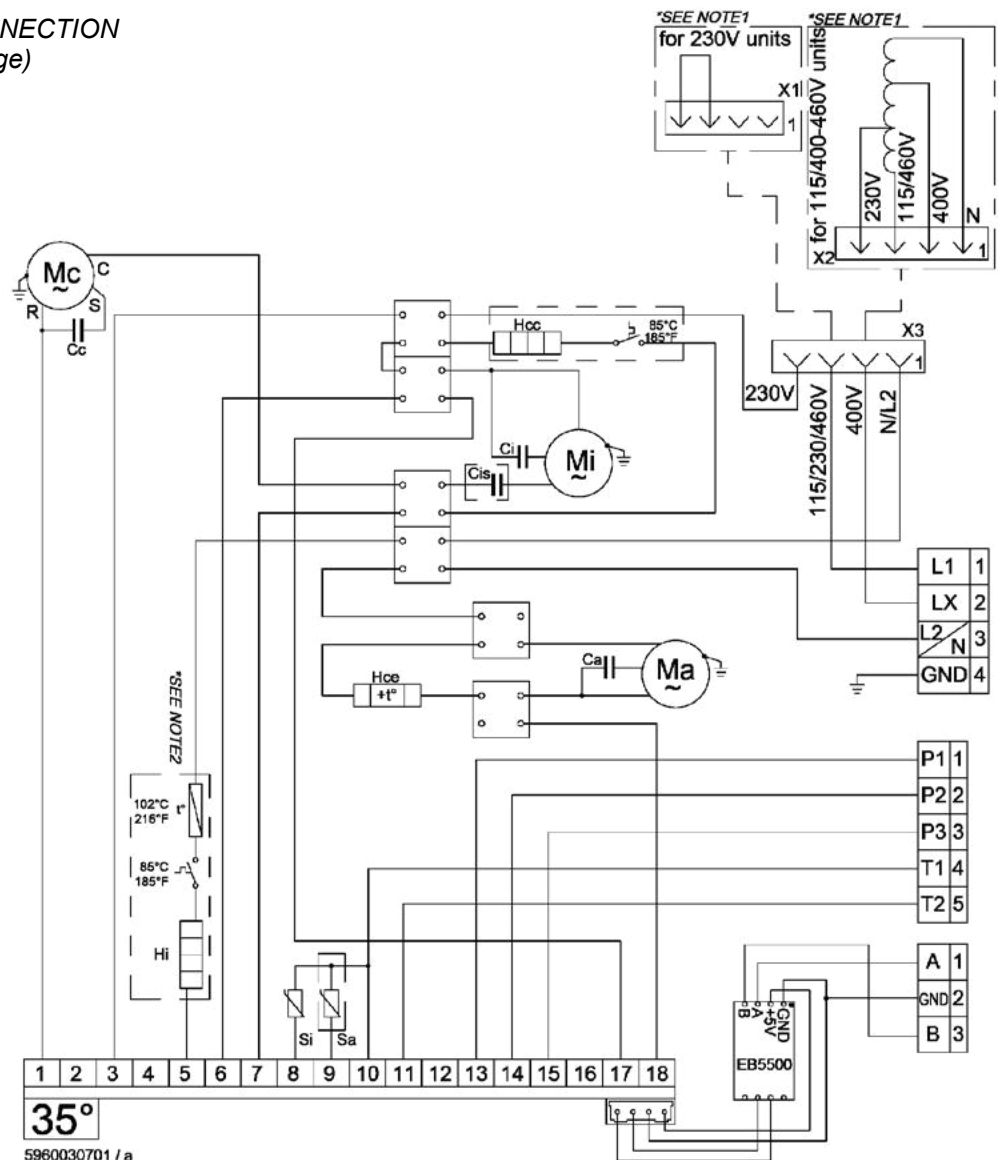 NNECTION
ge)
*SEE NOTE1
for 230V units
X1
1
*SEE NOTE1
for 115/400-460V units
230V
115/460V
400V
N
X2
1
Mc
~
C
R
S
Cc
Hcc
85°C
185°F
X3
1
230V
115/230/460V
400V
N/L2
Ci
Mi
~
Cis
L1 1
LX 2
L2/N 3
GND 4
Ca
Ma
~
Hce
+t°
*SEE NOTE2
102°C
216°F
t°
85°C
185°F
Hi
P1 1
P2 2
P3 3
T1 4
T2 5
Si
Sa
A 1
GND 2
B 3
B
A
+5V
GND
EB5500
1 2 3 4 5 6 7 8 9 10 11 12 13 14 15 16 17 18
35°
5960030701 / a